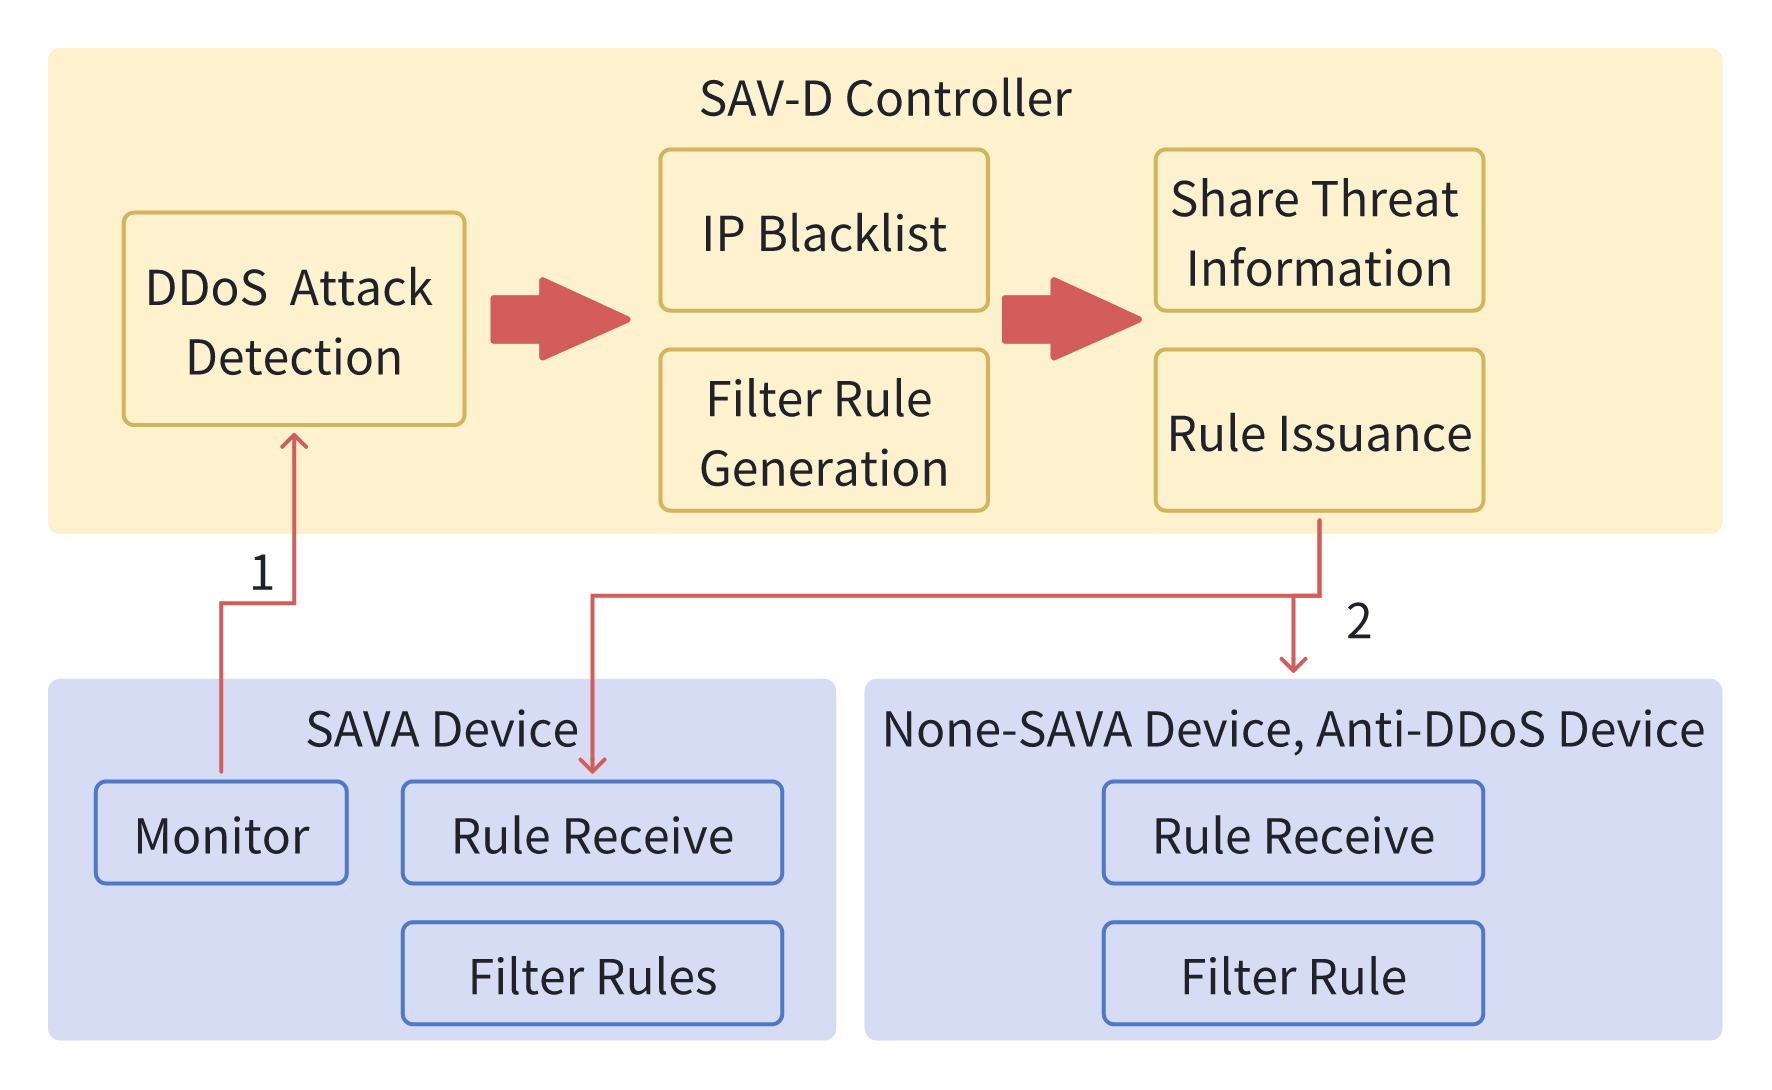 SAV-D Controller
DDoS  Attack
Detection
IP Blacklist
Filter Rule
Generation
Share Threat
Information
Rule Issuance
1
2
SAVA Device
Monitor
Rule Receive
Filter Rules
None-SAVA Device, Anti-DDoS Device
Rule Receive
Filter Rule